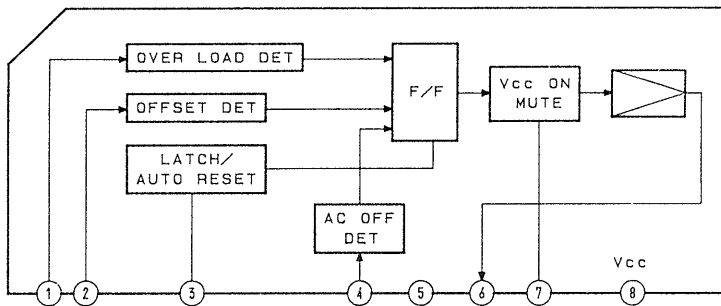 OVER LOAD DET
OFFSET DET
LATCH/
AUTO RESET
F/F
Vcc ON
MUTE
AC OFF
DET
Vcc
1 2 3 4 5 6 7 8